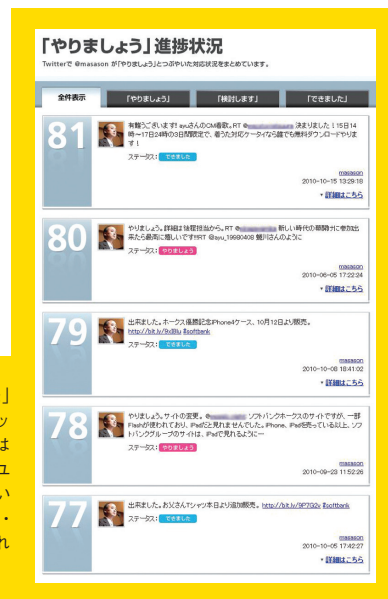 「やりましょう」進捗状況
Twitterで @masason が「やりましょう」とつぶやいた対応状況をまとめています。
全件表示
「やりましょう」
「検討します」
「できました」
81
有難うございます! ayuさんのCM着歌。RT @ 決まりました!15日14
時～17日24時の3日間限定で、着うた対応ケータイなら誰でも無料ダウンロードやりま
す!
ステータス: できました
masason
2010-10-15 13:29:18
・詳細はこちら
80
やりましょう。詳細は後程担当から。RT @ 新しい時代の幕開けに参加出
来たら最高に嬉しいです!!RT @ayu_19980408 蜷川さんのように
ステータス: やりましょう
masason
2010-06-05 17:22:24
・詳細はこちら
79
出来ました。ホークス優勝記念iPhone4ケース、10月12日より販売。
http://bit.ly/9xI8lu #softbank
ステータス: できました
masason
2010-10-08 18:41:02
・詳細はこちら
78
やりましょう。サイトの変更。@ ソフトバンクホークスのサイトですが、一部
Flashが使われており、iPadだと見れませんでした。iPhone、iPadを売っている以上、ソフ
トバンクグループのサイトは、iPadで見れるように…
ステータス: やりましょう
masason
2010-09-23 11:52:26
・詳細はこちら
77
出来ました。お父さんTシャツ本日より追加販売。 http://bit.ly/9P7G2v #softbank
ステータス: できました
masason
2010-10-05 17:42:27
・詳細はこちら
」
ッ
は
ュ
い
・
れ